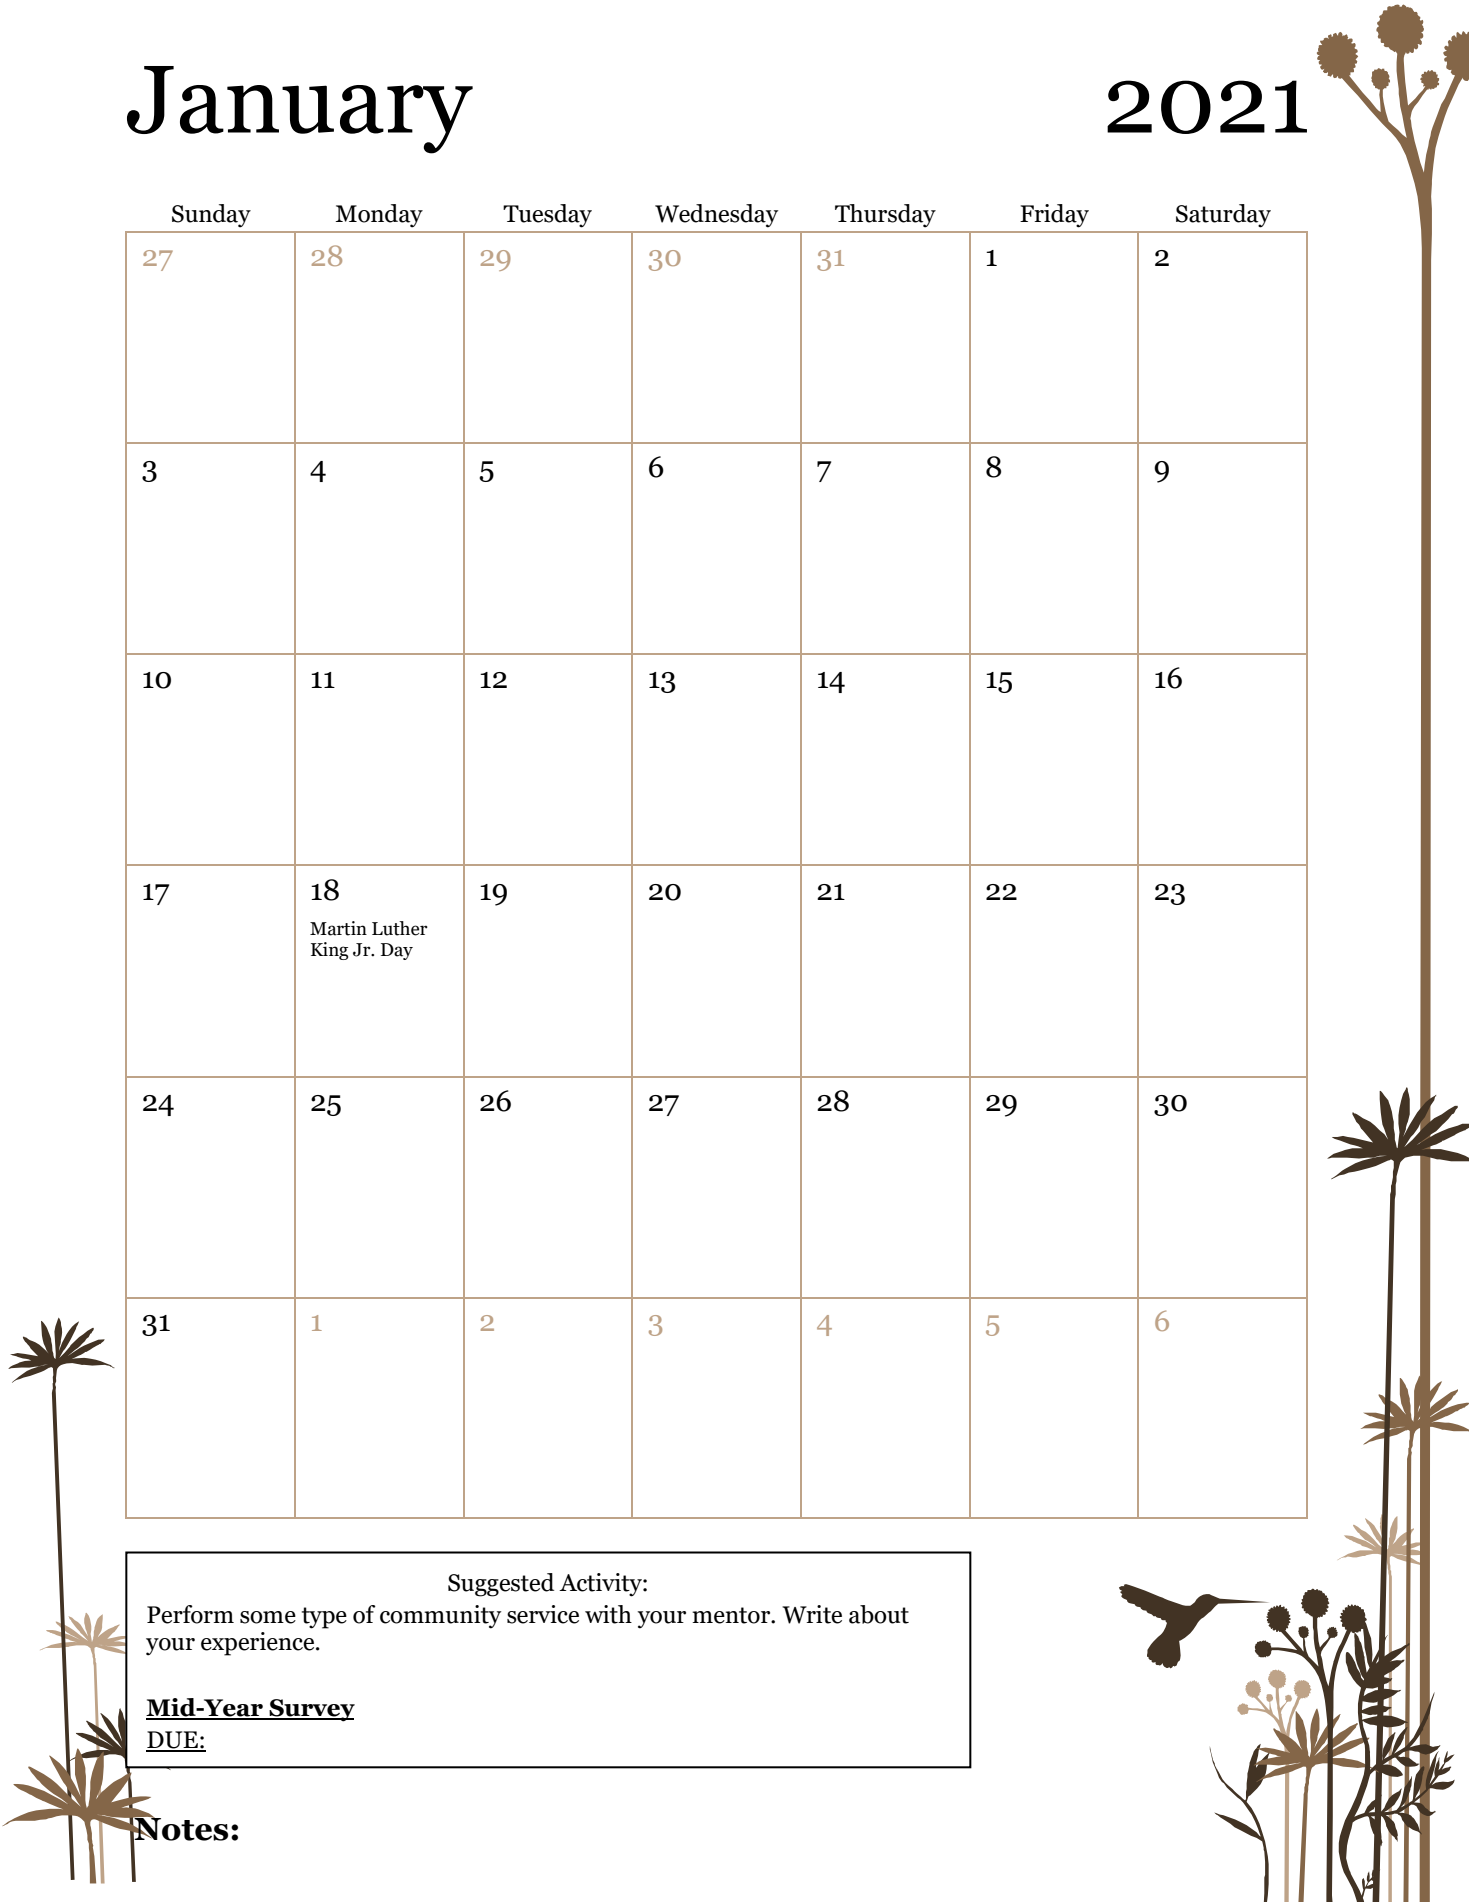 January 2021
Sunday Monday Tuesday Wednesday Thursday Friday Saturday
27 28 29 30 31 1 2
3 4 5 6 7 8 9
10 11 12 13 14 15 16
17 18 19 20 21 22 23
Martin Luther
King Jr. Day
24 25 26 27 28 29 30
31 1 2 3 4 5 6
Suggested Activity:
Perform some type of community service with your mentor. Write about
your experience.
Mid-Year Survey
DUE:
Notes: